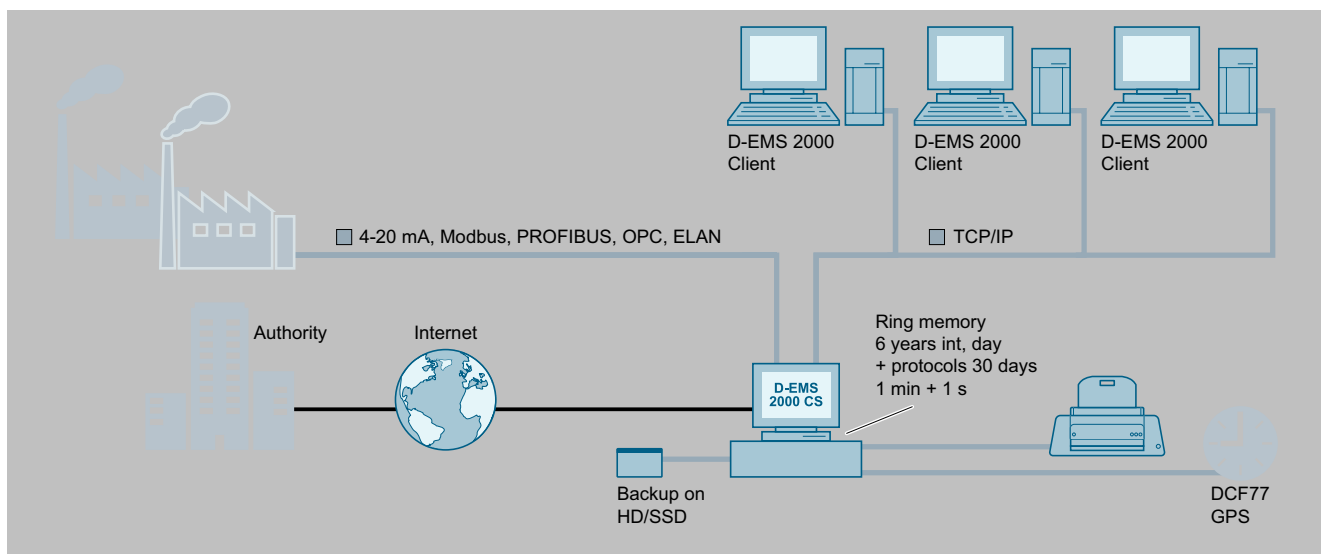 D-EMS 2000
Client
D-EMS 2000
Client
D-EMS 2000
Client
4-20 mA, Modbus, PROFIBUS, OPC, ELAN
TCP/IP
Authority
Internet
Ring memory
6 years int, day
+ protocols 30 days
1 min + 1 s
D-EMS
2000 CS
Backup on
HD/SSD
DCF77
GPS